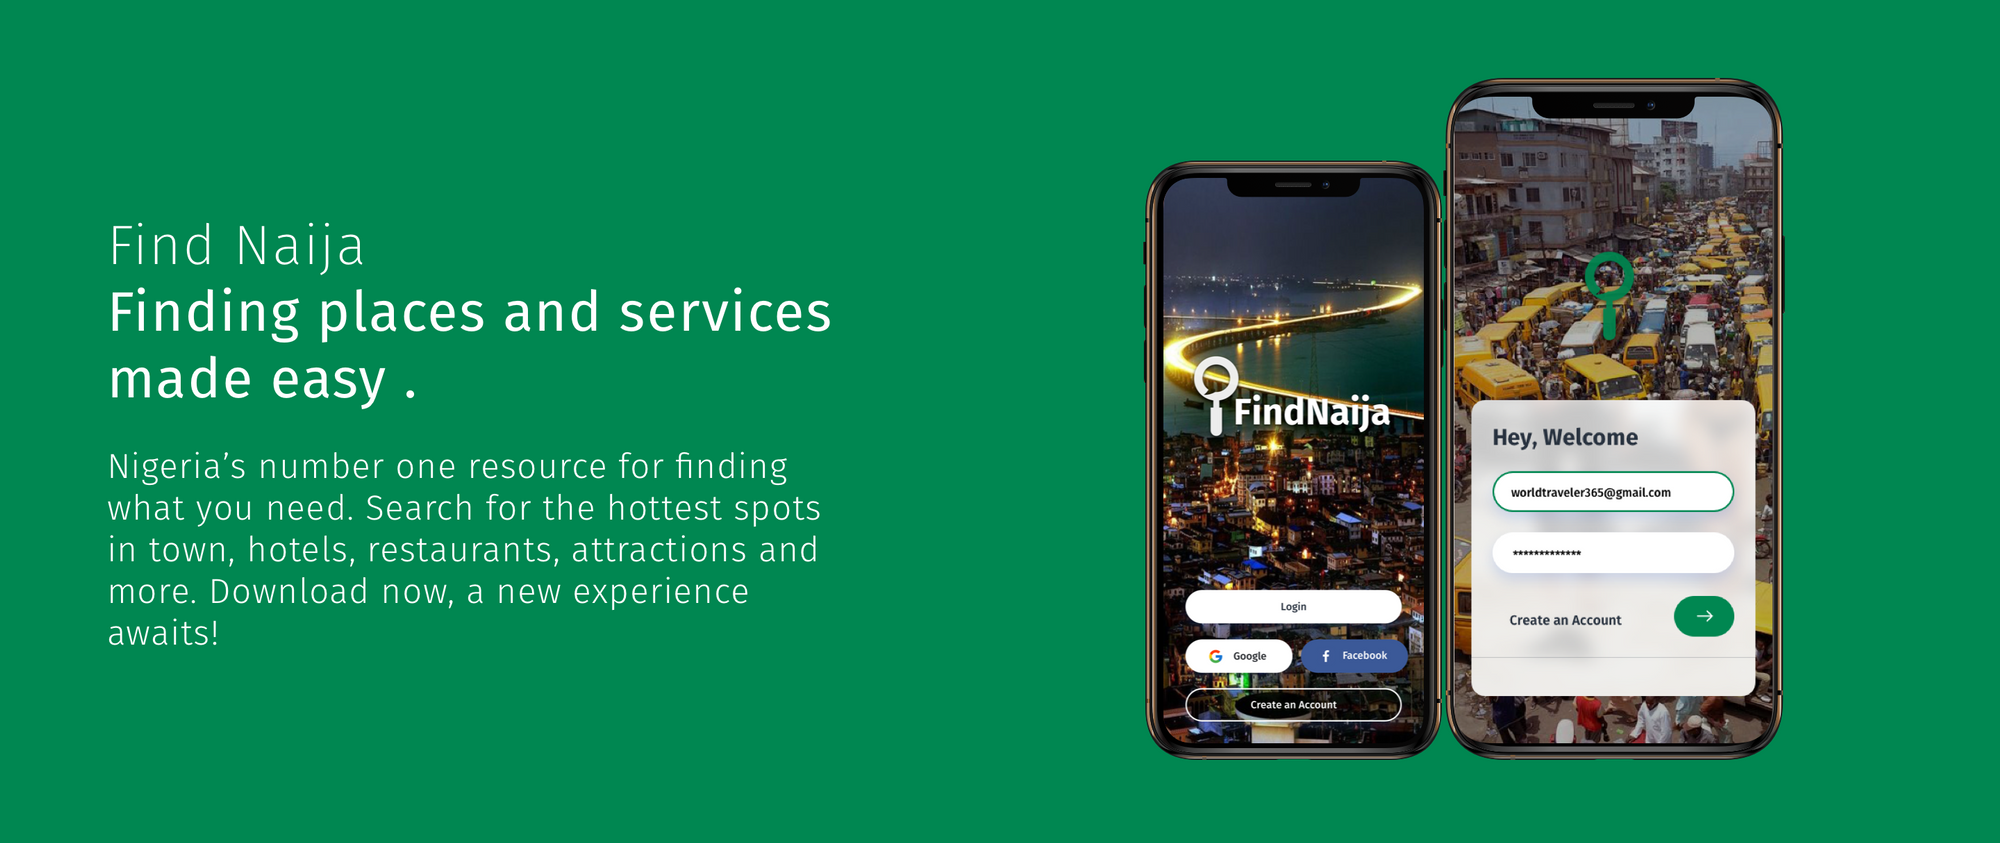 Find Naija
Finding places and services
made easy .
Nigeria’s number one resource for finding
what you need. Search for the hottest spots
in town, hotels, restaurants, attractions and
more. Download now, a new experience
awaits!
FindNaija
Login
Google
Facebook
Create an Account
Hey, Welcome
worldtraveler365@gmail.com
*************
Create an Account